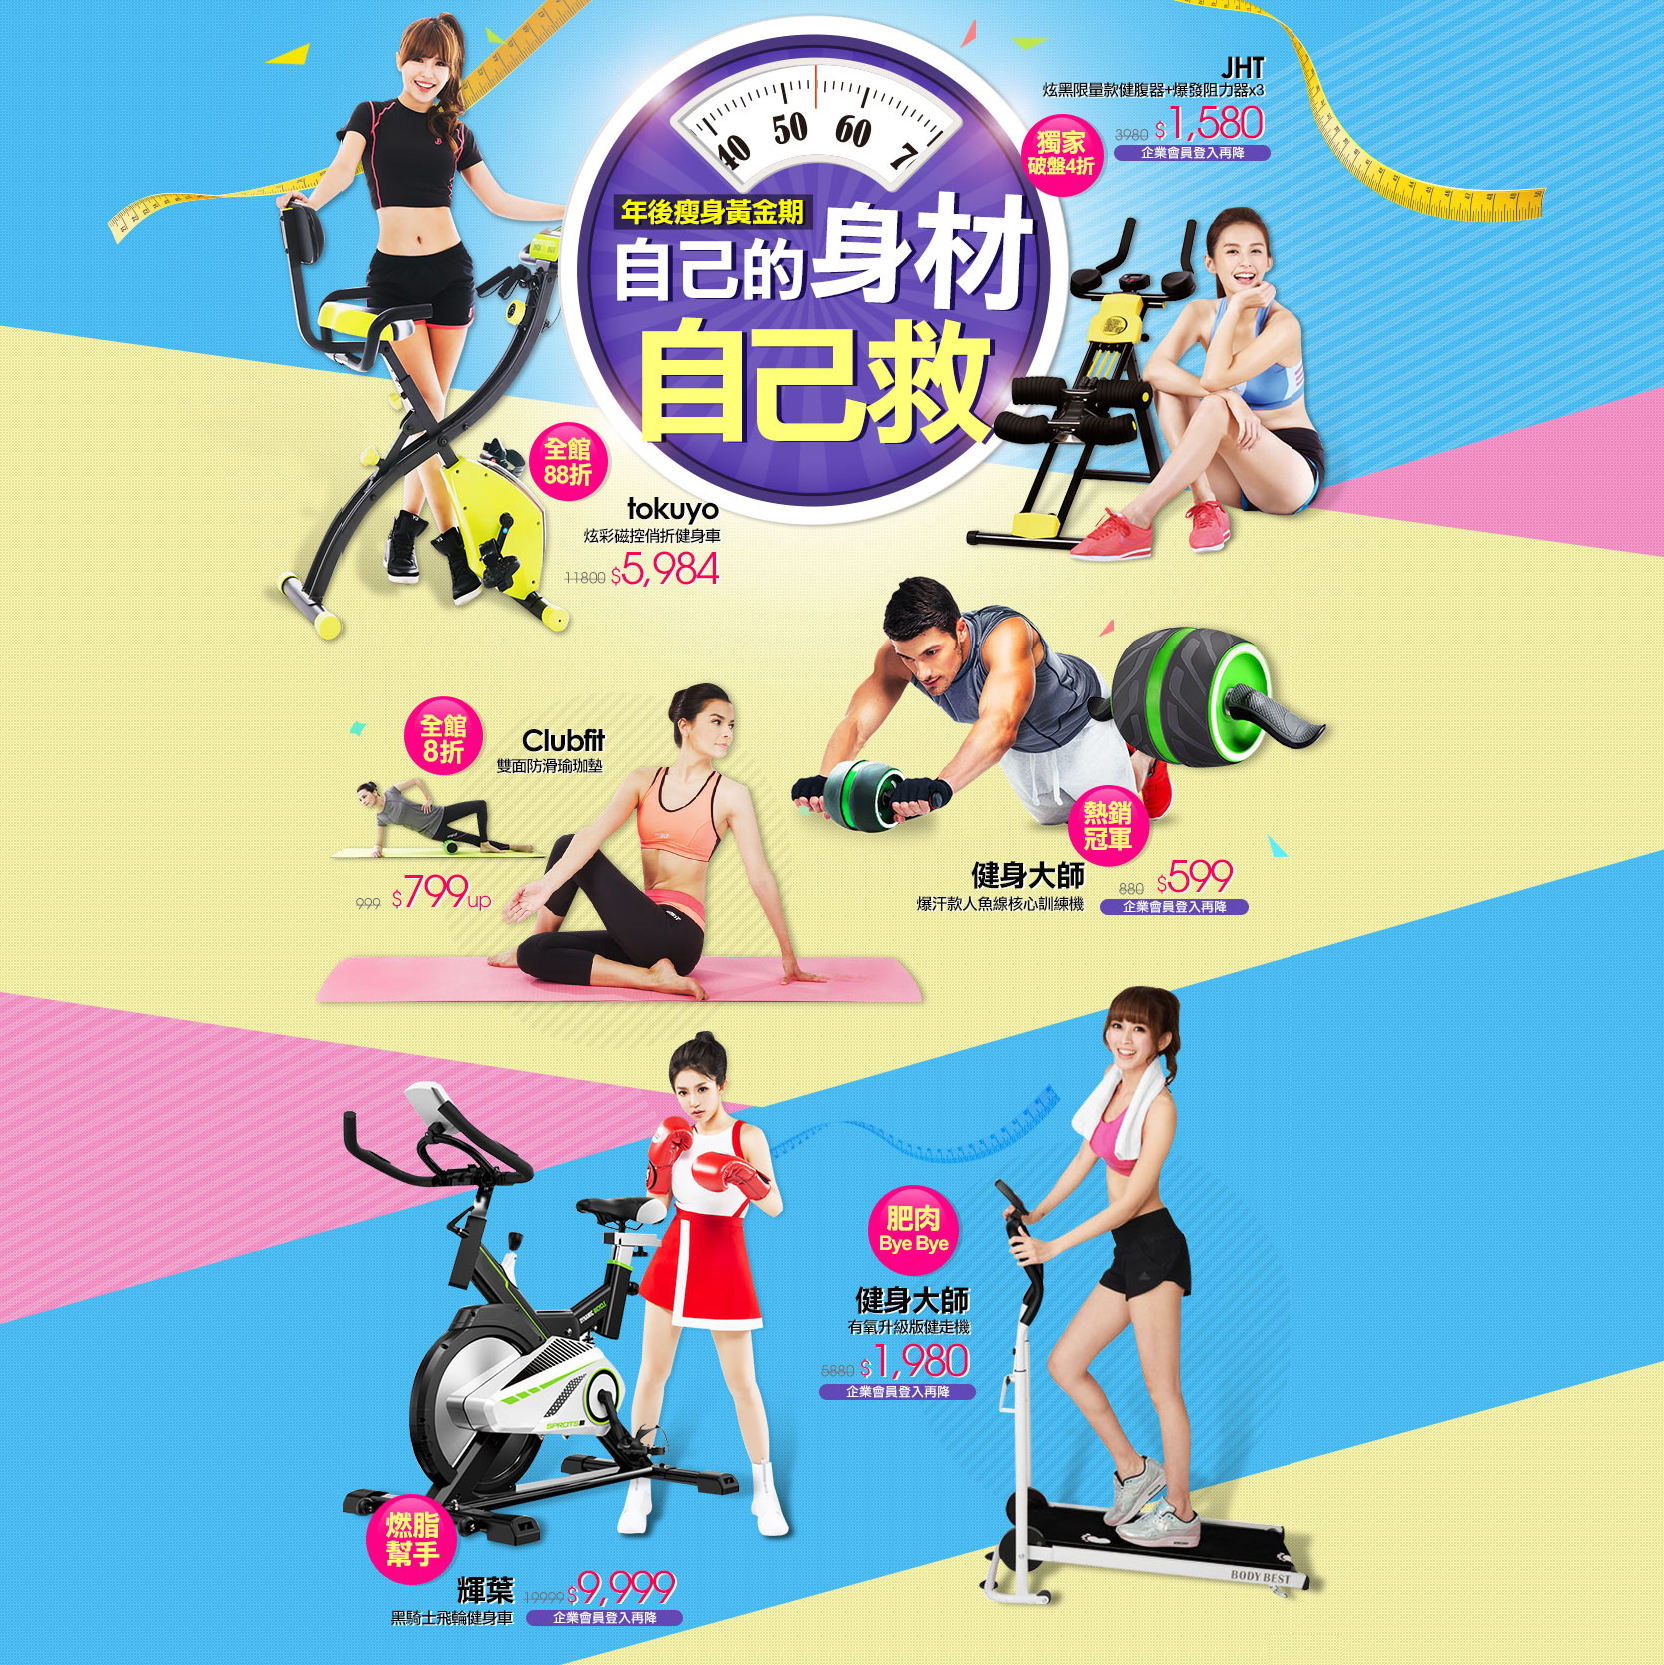 40 50 60 7
年後瘦身黃金期
自己的身材
自己救
JHT
炫黑限量款健腹器+爆發阻力器x3
獨家
破盤4折
3980 $1,580
企業會員登入再降
全館
88折
tokuyo
炫彩磁控俏折健身車
11800 $5,984
全館
8折
Clubfit
雙面防滑瑜珈墊
999 $799up
熱銷
冠軍
健身大師
爆汗款人魚線核心訓練機
880 $599
企業會員登入再降
肥肉
Bye Bye
健身大師
有氧升級版健走機
5880 $1,980
企業會員登入再降
BODY BEST
SPROTS
燃脂
幫手
輝葉
黑騎士飛輪健身車
19999 $9,999
企業會員登入再降